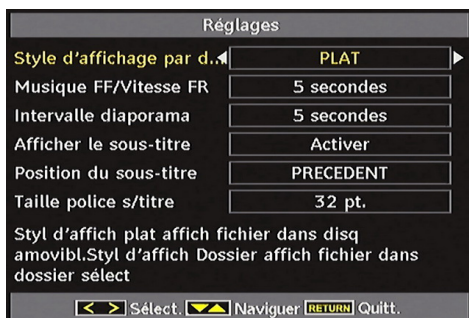 Réglages
Style d'affichage par d.. PLAT
Musique FF/Vitesse FR 5 secondes
Intervalle diaporama 5 secondes
Afficher le sous-titre Activer
Position du sous-titre PRECEDENT
Taille police s/titre 32 pt.
Styl d'affich plat affich fichier dans disq
amovibl.Styl d'affich Dossier affich fichier dans
dossier sélect
< > Sélect. Naviguer RETURN Quitt.